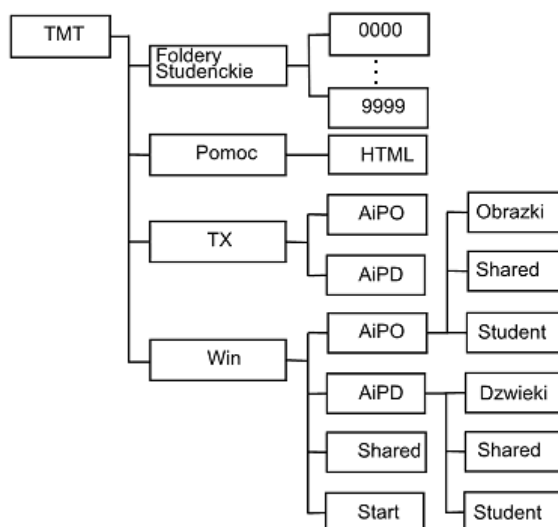 TMT
Foldery
Studenckie
0000
9999
Pomoc
HTML
TX
AiPO
AiPD
Win
AiPO
Obrazki
Shared
Student
AiPD
Dzwieki
Shared
Student
Shared
Start